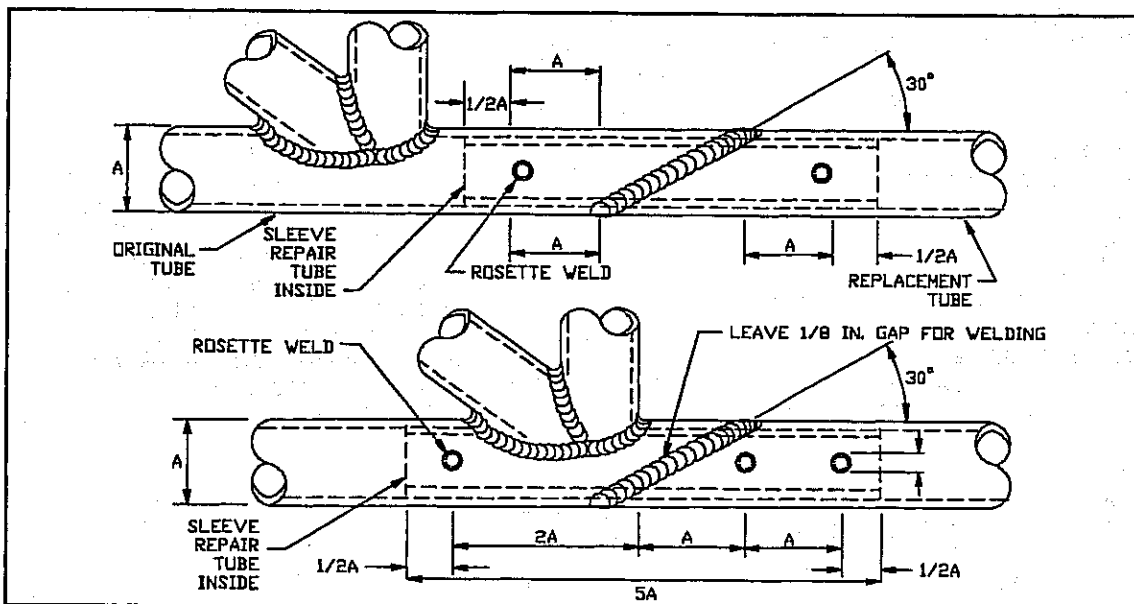 A
1/2A
30°
A
ORIGINAL
TUBE
SLEEVE
REPAIR
TUBE
INSIDE
A
ROSETTE WELD
A
1/2A
REPLACEMENT
TUBE
ROSETTE WELD
LEAVE 1/8 IN. GAP FOR WELDING
30°
A
SLEEVE
REPAIR
TUBE
INSIDE
1/2A
2A
A
A
1/2A
5A